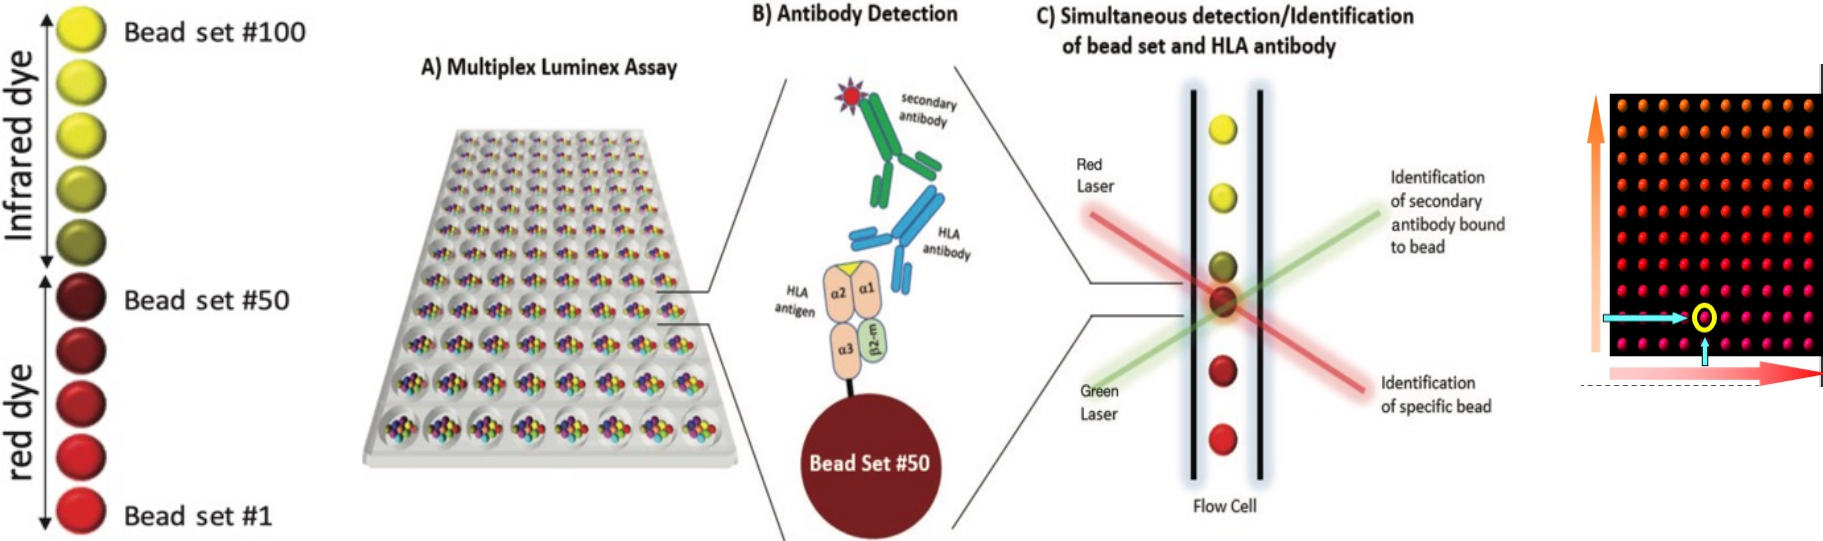 Infrared dye
red dye
Bead set #100
Bead set #50
Bead set #1
A) Multiplex Luminex Assay
B) Antibody Detection
secondary
antibody
HLA
antibody
HLA
antigen
α2
α1
α3
β2-m
Bead Set #50
C) Simultaneous detection/Identification
of bead set and HLA antibody
Red
Laser
Identification
of secondary
antibody bound
to bead
Green
Laser
Identification
of specific bead
Flow Cell